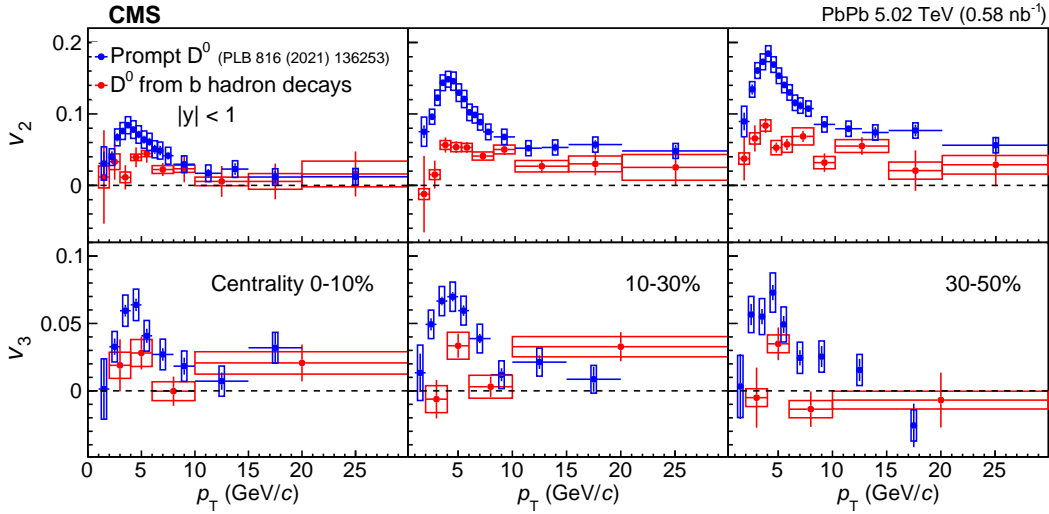 CMS PbPb 5.02 TeV (0.58 nb⁻¹)
0.2
Prompt D⁰ (PLB 816 (2021) 136253)
D⁰ from b hadron decays
|y| < 1
0.1
v₂
0
0.1
Centrality 0-10% 10-30% 30-50%
0.05
v₃
0
0 5 10 15 20 25 5 10 15 20 25 5 10 15 20 25
p_T (GeV/c) p_T (GeV/c) p_T (GeV/c)